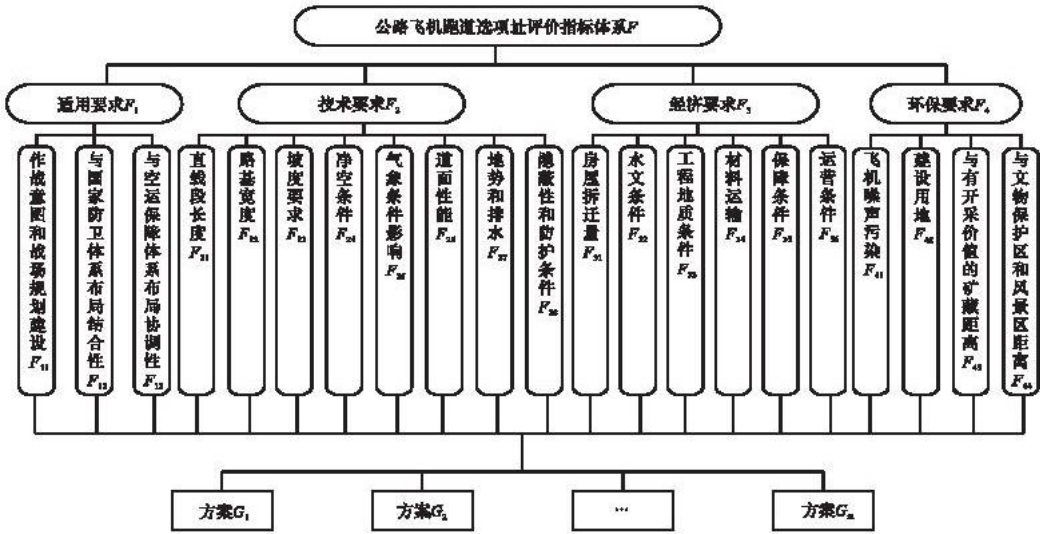 公路飞机跑道选项址评价指标体系F
适用要求F₁
技术要求F₂
经济要求F₃
环保要求F₄
作战意图和战场规划建设F₁₁
与国家防卫体系布局结合性F₁₂
与空运保障体系布局协调性F₁₃
直线段长度F₂₁
路基宽度F₂₂
坡度要求F₂₃
净空条件F₂₄
气象条件影响F₂₅
道面性能F₂₆
地势和排水F₂₇
隐蔽性和防护条件F₂₈
房屋拆迁量F₃₁
水文条件F₃₂
工程地质条件F₃₃
材料运输F₃₄
保障条件F₃₅
运营条件F₃₆
飞机噪声污染F₄₁
建设用地F₄₂
与有开采价值的矿藏距离F₄₃
与文物保护区和风景区距离F₄₄
方案G₁
方案G₂
…
方案Gₘ